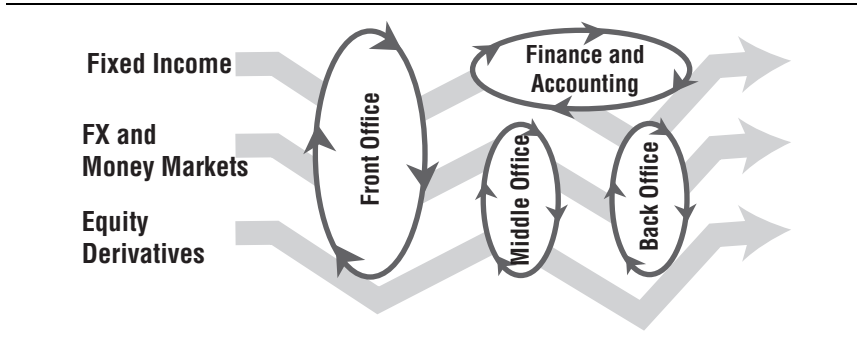 Fixed Income
FX and
Money Markets
Equity
Derivatives
Front Office
Finance and
Accounting
Middle Office
Back Office